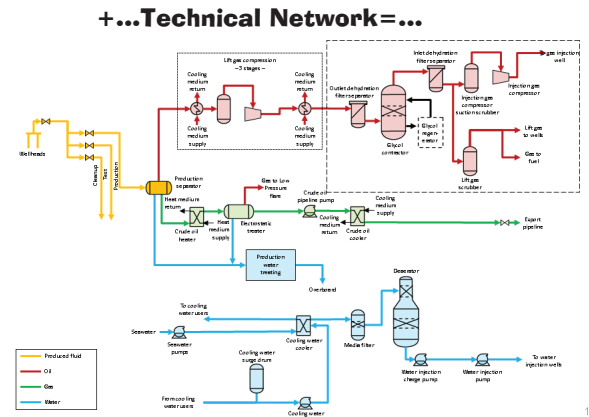 +...Technical Network=...
Lift gas compression
–3 stages –
Cooling
medium
return
Cooling
medium
return
Cooling
medium
supply
Cooling
medium
supply
Inlet dehydration
filter separator
Outlet dehydration
filter separator
Glycol
contractor
Glycol
regen-
erator
Injection gas
compressor
suction scrubber
Injection gas
compressor
gas injection
well
Lift gas
to wells
Gas to
fuel
Lift gas
scrubber
Wellheads
Cleanup
Test
Production
Production
separator
Heat medium
return
Crude oil
heater
Heat
medium
supply
Gas to Low
Pressure
flare
Electrostatic
treater
Crude oil
pipeline pump
Cooling
medium
return
Cooling
medium
supply
Crude oil
cooler
Export
pipeline
Production
water
treating
Overboard
To cooling
water users
Seawater
Seawater
pumps
Cooling water
cooler
Media filter
Deaerator
Cooling water
surge drum
From cooling
water users
Cooling water
Water injection
charge pump
Water injection
pump
To water
injection wells
Produced fluid
Oil
Gas
Water
1